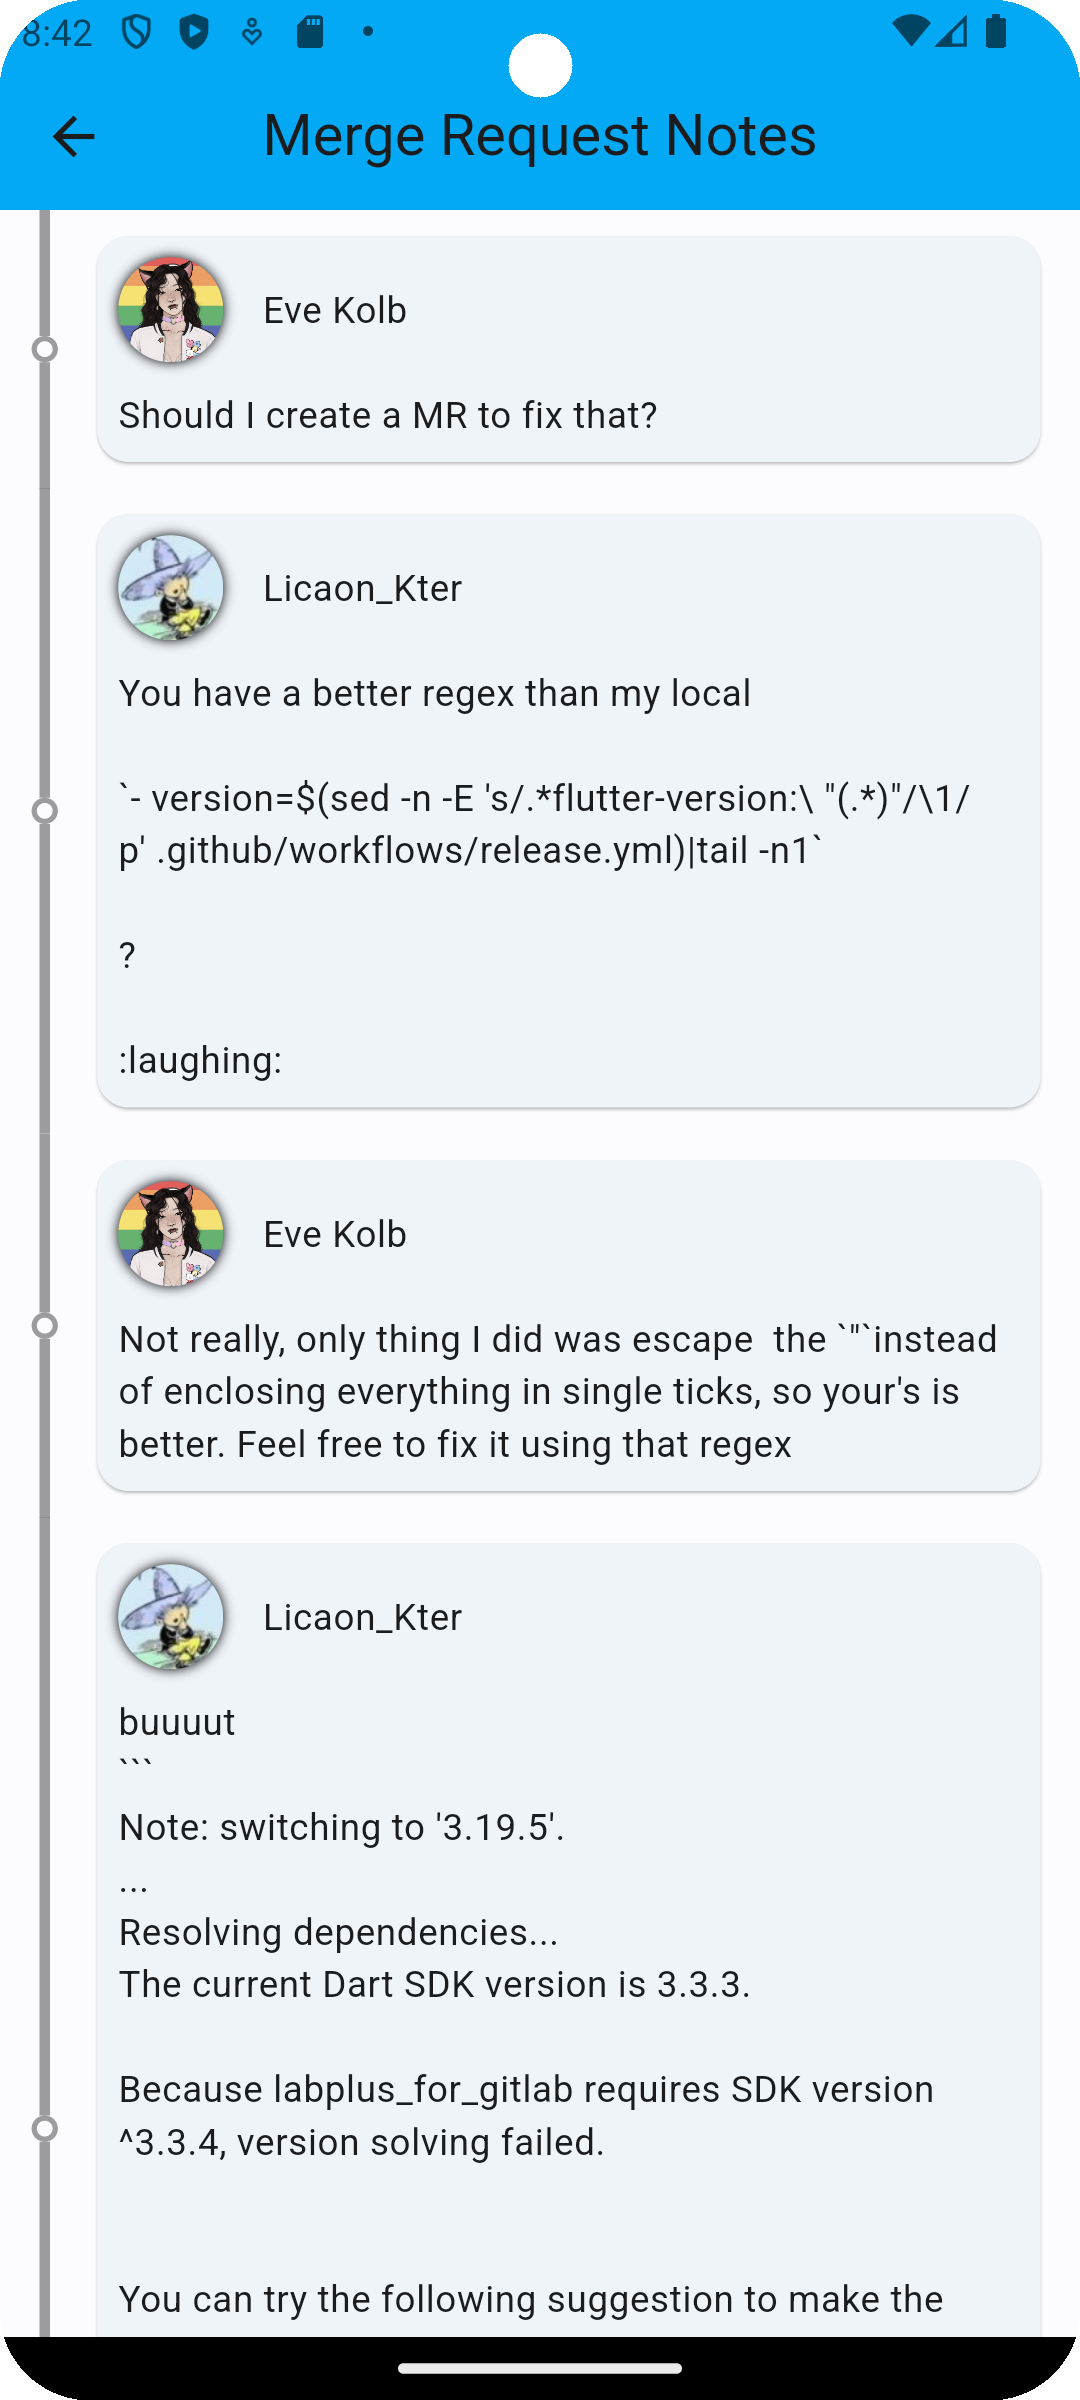 8:42
Merge Request Notes
Eve Kolb
Should I create a MR to fix that?
Licaon_Kter
You have a better regex than my local
`- version=$(sed -n -E 's/.*flutter-version:\ "(.*)"/\1/
p' .github/workflows/release.yml)|tail -n1`
?
:laughing:
Eve Kolb
Not really, only thing I did was escape  the `"`instead
of enclosing everything in single ticks, so your's is
better. Feel free to fix it using that regex
Licaon_Kter
buuuut
```
Note: switching to '3.19.5'.
...
Resolving dependencies...
The current Dart SDK version is 3.3.3.
Because labplus_for_gitlab requires SDK version
^3.3.4, version solving failed.
You can try the following suggestion to make the